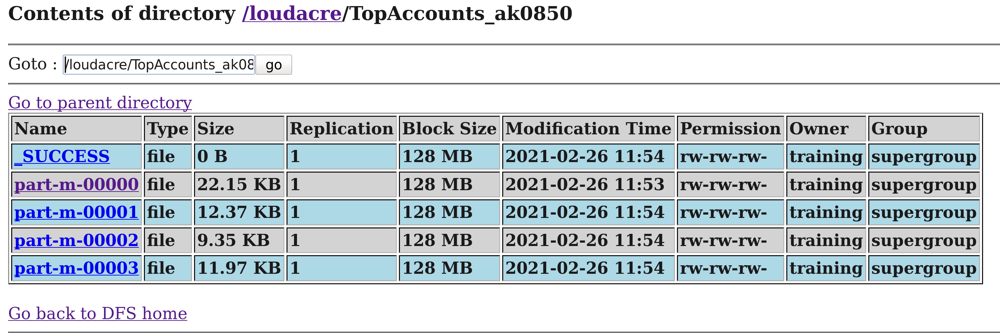 Contents of directory /loudacre/TopAccounts_ak0850
Goto : /loudacre/TopAccounts_ak08 go
Go to parent directory
Name Type Size Replication Block Size Modification Time Permission Owner Group
_SUCCESS file 0 B 1 128 MB 2021-02-26 11:54 rw-rw-rw- training supergroup
part-m-00000 file 22.15 KB 1 128 MB 2021-02-26 11:53 rw-rw-rw- training supergroup
part-m-00001 file 12.37 KB 1 128 MB 2021-02-26 11:54 rw-rw-rw- training supergroup
part-m-00002 file 9.35 KB 1 128 MB 2021-02-26 11:54 rw-rw-rw- training supergroup
part-m-00003 file 11.97 KB 1 128 MB 2021-02-26 11:54 rw-rw-rw- training supergroup
Go back to DFS home